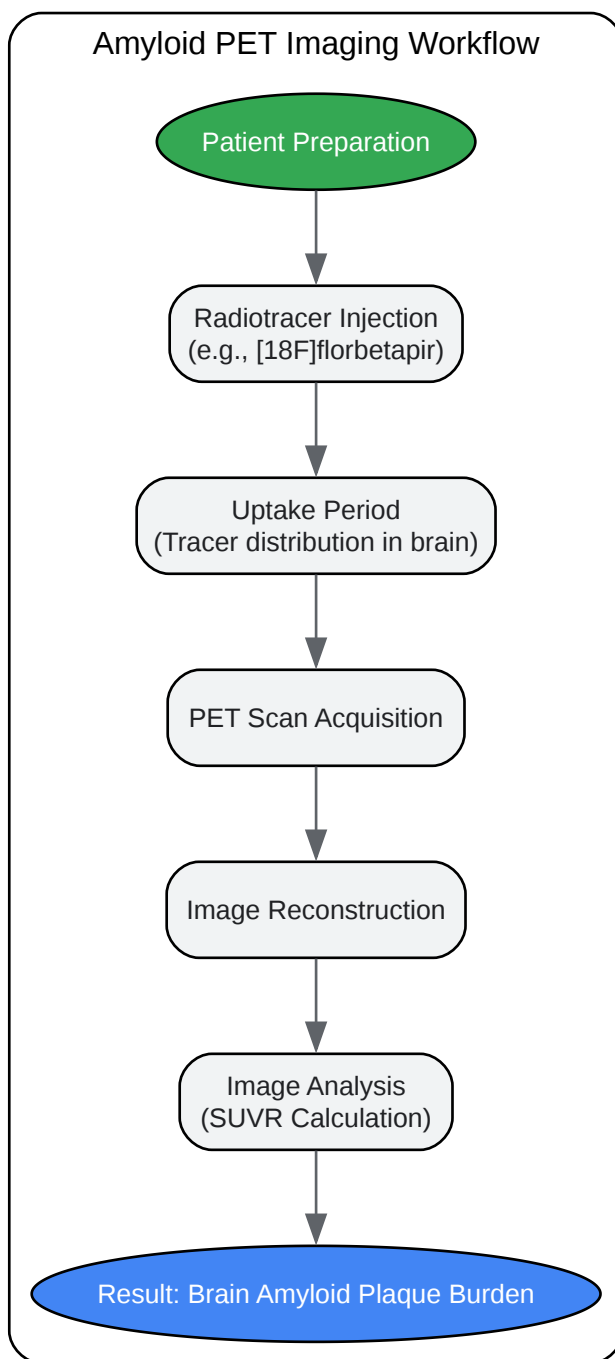 Amyloid PET Imaging Workflow
Patient Preparation
Radiotracer Injection
(e.g., [18F]florbetapir)
Uptake Period
(Tracer distribution in brain)
PET Scan Acquisition
Image Reconstruction
Image Analysis
(SUVR Calculation)
Result: Brain Amyloid Plaque Burden